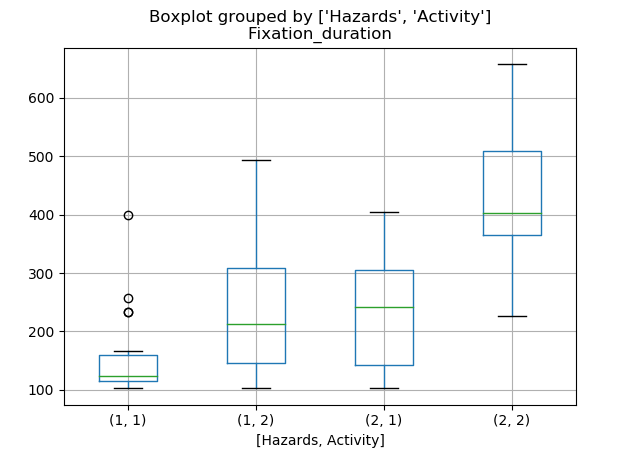 Boxplot grouped by ['Hazards', 'Activity']
Fixation_duration
600
500
400
300
200
100
(1, 1) (1, 2) (2, 1) (2, 2)
[Hazards, Activity]